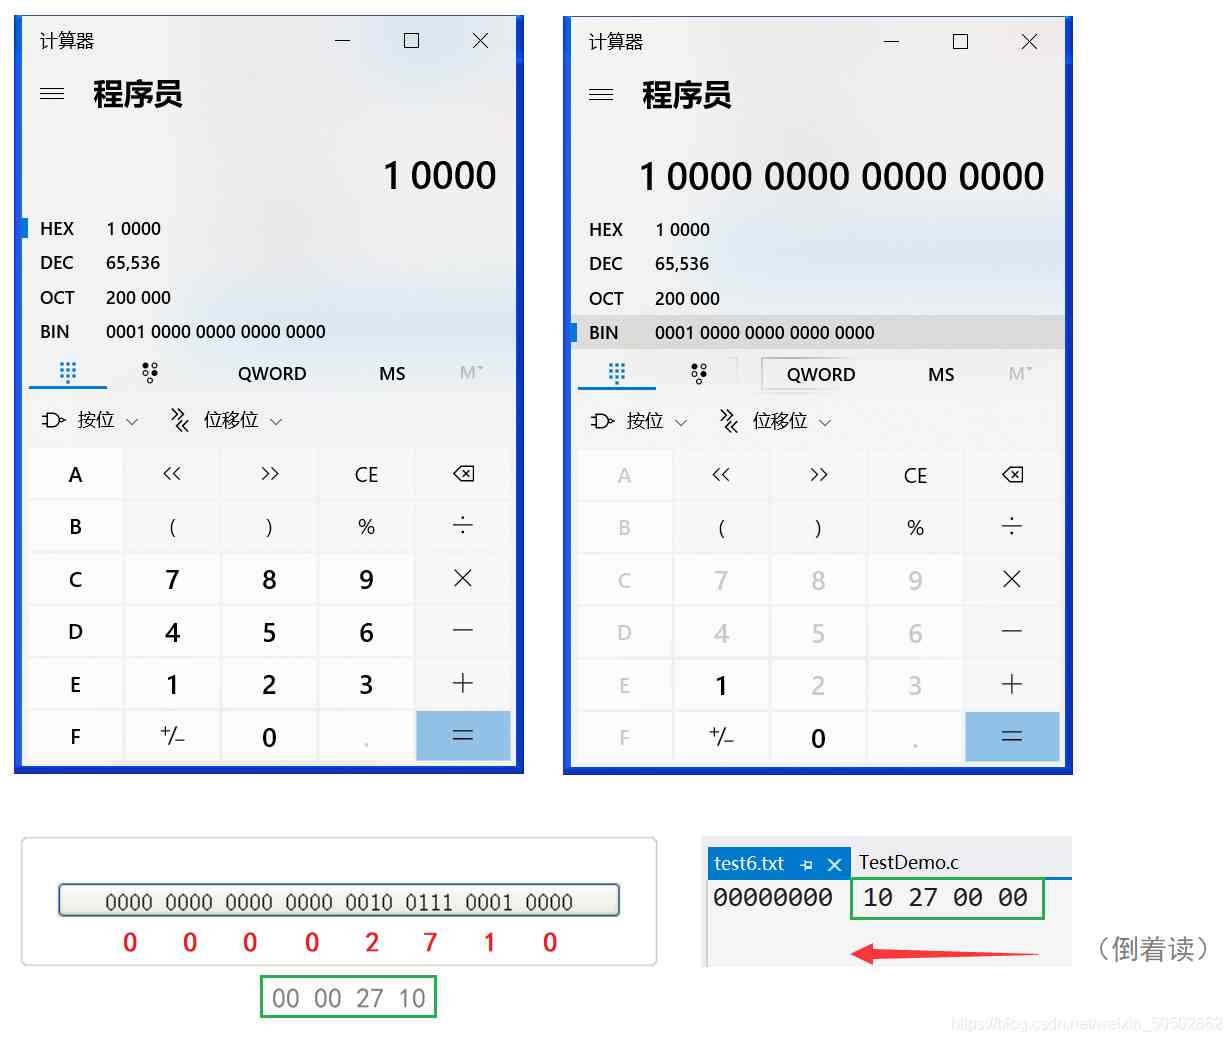 计算器
程序员
1 0000
HEX 1 0000
DEC 65,536
OCT 200 000
BIN 0001 0000 0000 0000 0000
QWORD MS M
按位 位移位
A << >> CE
B ( ) % ÷
C 7 8 9 ×
D 4 5 6 −
E 1 2 3 +
F +/− 0 . =
计算器
程序员
1 0000 0000 0000 0000
HEX 1 0000
DEC 65,536
OCT 200 000
BIN 0001 0000 0000 0000 0000
QWORD MS M
按位 位移位
A << >> CE
B ( ) % ÷
C 7 8 9 ×
D 4 5 6 −
E 1 2 3 +
F +/− 0 . =
0000 0000 0000 0000 0010 0111 0001 0000
0 0 0 0 2 7 1 0
00 00 27 10
test6.txt TestDemo.c
00000000 10 27 00 00
（倒着读）
https://blog.csdn.net/weixin_50502862